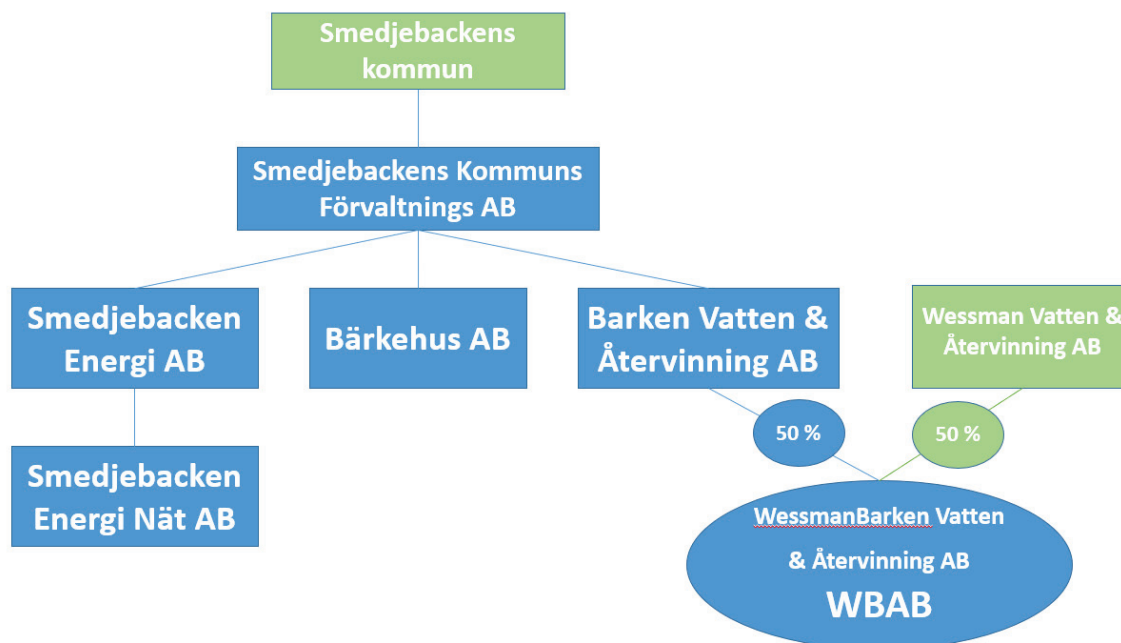 Smedjebackens
kommun
Smedjebackens Kommuns
Förvaltnings AB
Smedjebacken
Energi AB
Bärkehus AB
Barken Vatten &
Återvinning AB
Wessman Vatten &
Återvinning AB
50 %
50 %
Smedjebacken
Energi Nät AB
WessmanBarken Vatten
& Återvinning AB
WBAB